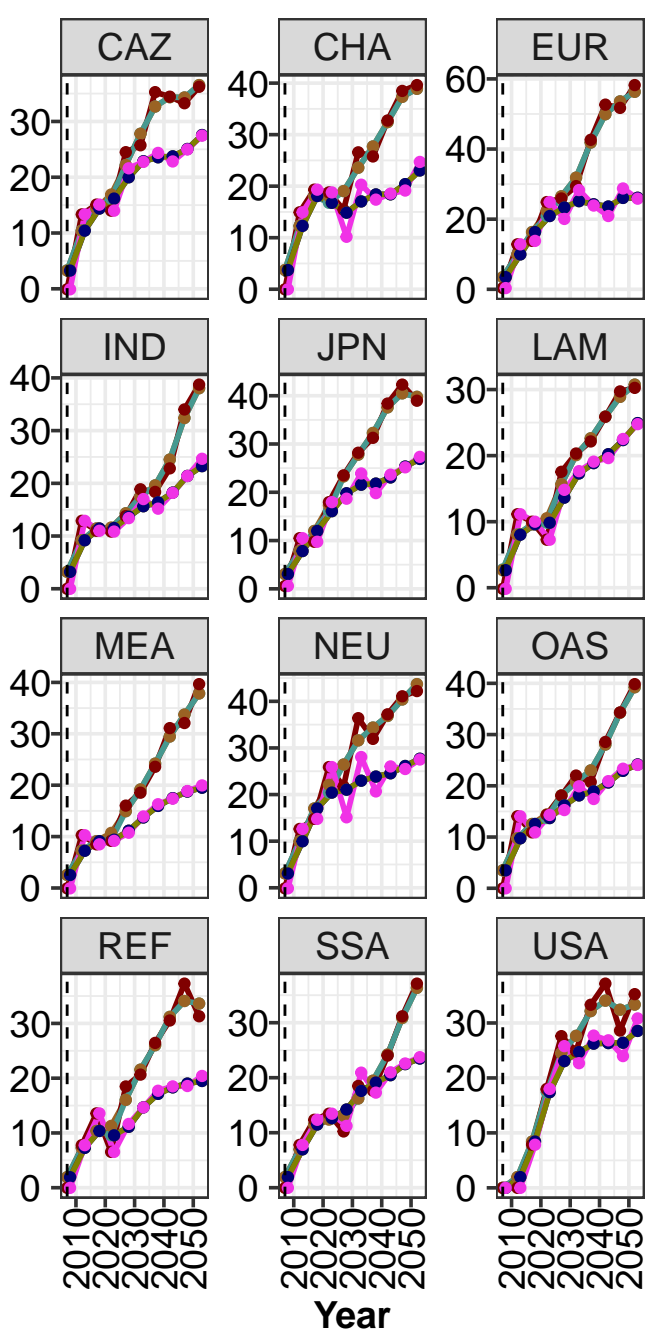 CAZ CHA EUR
30 40 60
20 30 40
10 20 20
0 10 0
0
IND JPN LAM
40 40 30
30 30 20
20 20 10
10 10 0
0 0
MEA NEU OAS
40 40 40
30 30 30
20 20 20
10 10 10
0 0 0
REF SSA USA
30 30 30
20 20 20
10 10 10
0 0 0
2010 2020 2030 2040 2050 2010 2020 2030 2040 2050 2010 2020 2030 2040 2050
Year